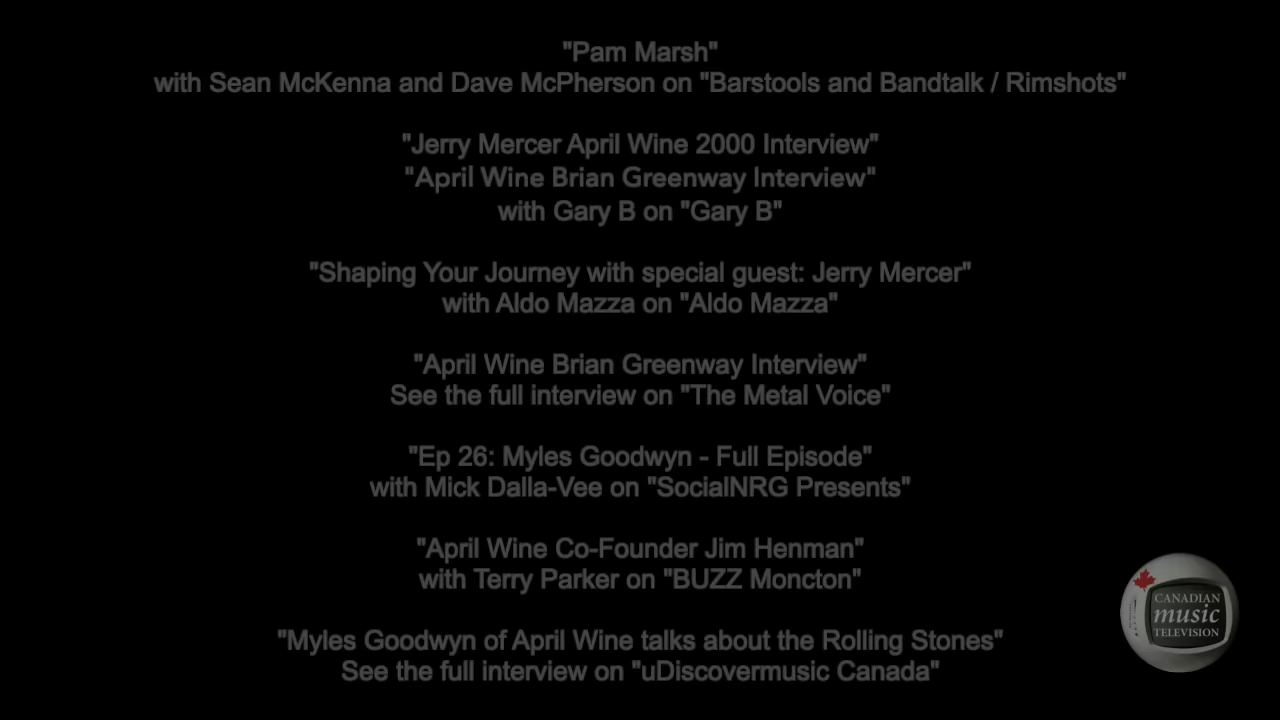 "Pam Marsh"
with Sean McKenna and Dave McPherson on "Barstools and Bandtalk / Rimshots"
"Jerry Mercer April Wine 2000 Interview"
"April Wine Brian Greenway Interview"
with Gary B on "Gary B"
"Shaping Your Journey with special guest: Jerry Mercer"
with Aldo Mazza on "Aldo Mazza"
"April Wine Brian Greenway Interview"
See the full interview on "The Metal Voice"
"Ep 26: Myles Goodwyn - Full Episode"
with Mick Dalla-Vee on "SocialNRG Presents"
"April Wine Co-Founder Jim Henman"
with Terry Parker on "BUZZ Moncton"
"Myles Goodwyn of April Wine talks about the Rolling Stones"
See the full interview on "uDiscovermusic Canada"
CANADIAN
music
TELEVISION